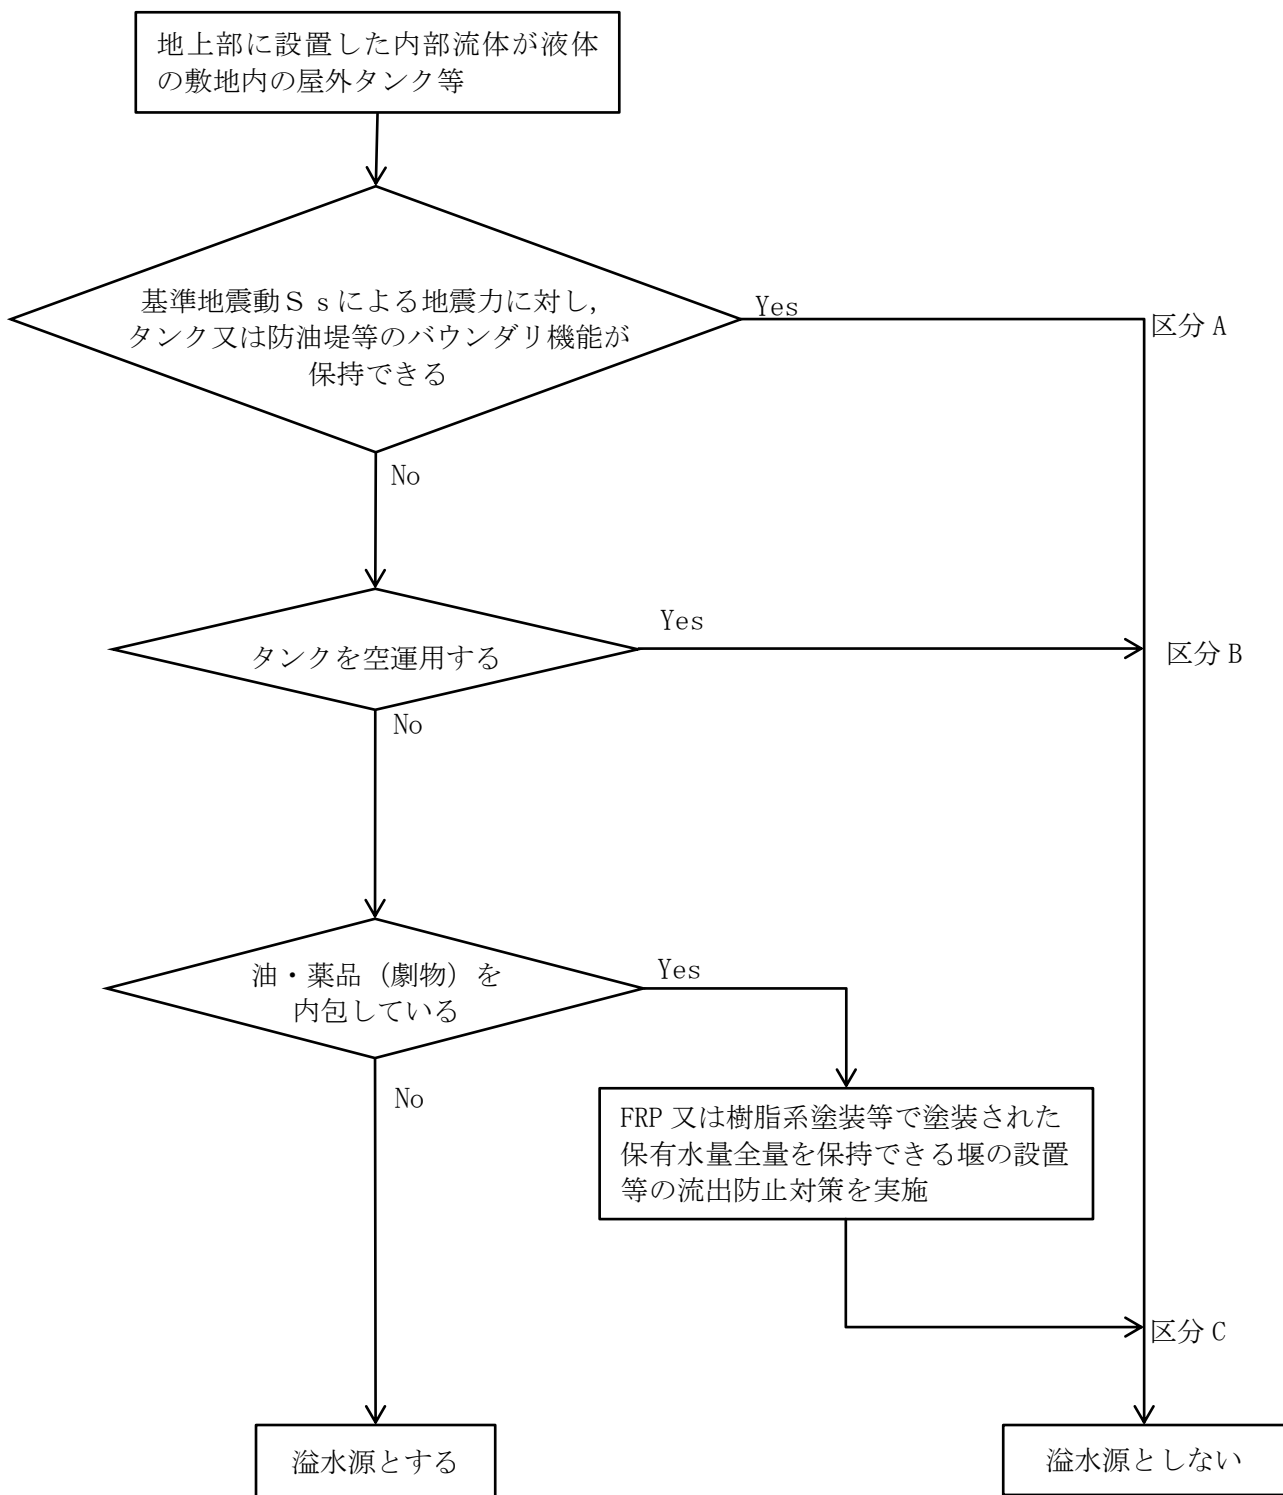 地上部に設置した内部流体が液体
の敷地内の屋外タンク等
基準地震動Ｓｓによる地震力に対し,
タンク又は防油堤等のバウンダリ機能が
保持できる
Yes
区分 A
No
タンクを空運用する
Yes
区分 B
No
油・薬品（劇物）を
内包している
Yes
No
FRP 又は樹脂系塗装等で塗装された
保有水量全量を保持できる堰の設置
等の流出防止対策を実施
区分 C
溢水源とする
溢水源としない